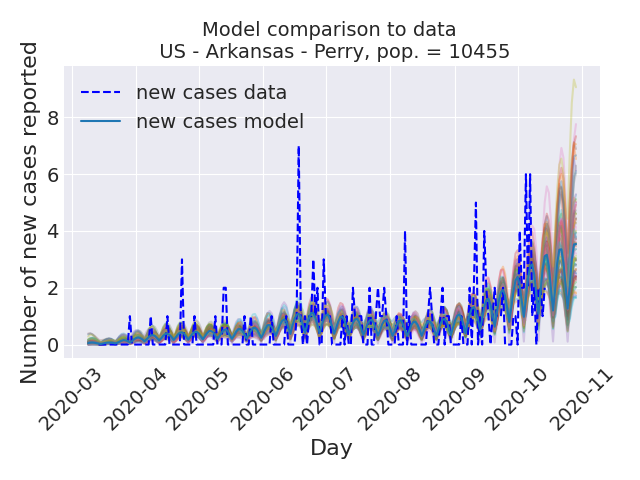 Model comparison to data
US - Arkansas - Perry, pop. = 10455
Number of new cases reported
new cases data
new cases model
8
6
4
2
0
2020-03
2020-04
2020-05
2020-06
2020-07
2020-08
2020-09
2020-10
2020-11
Day